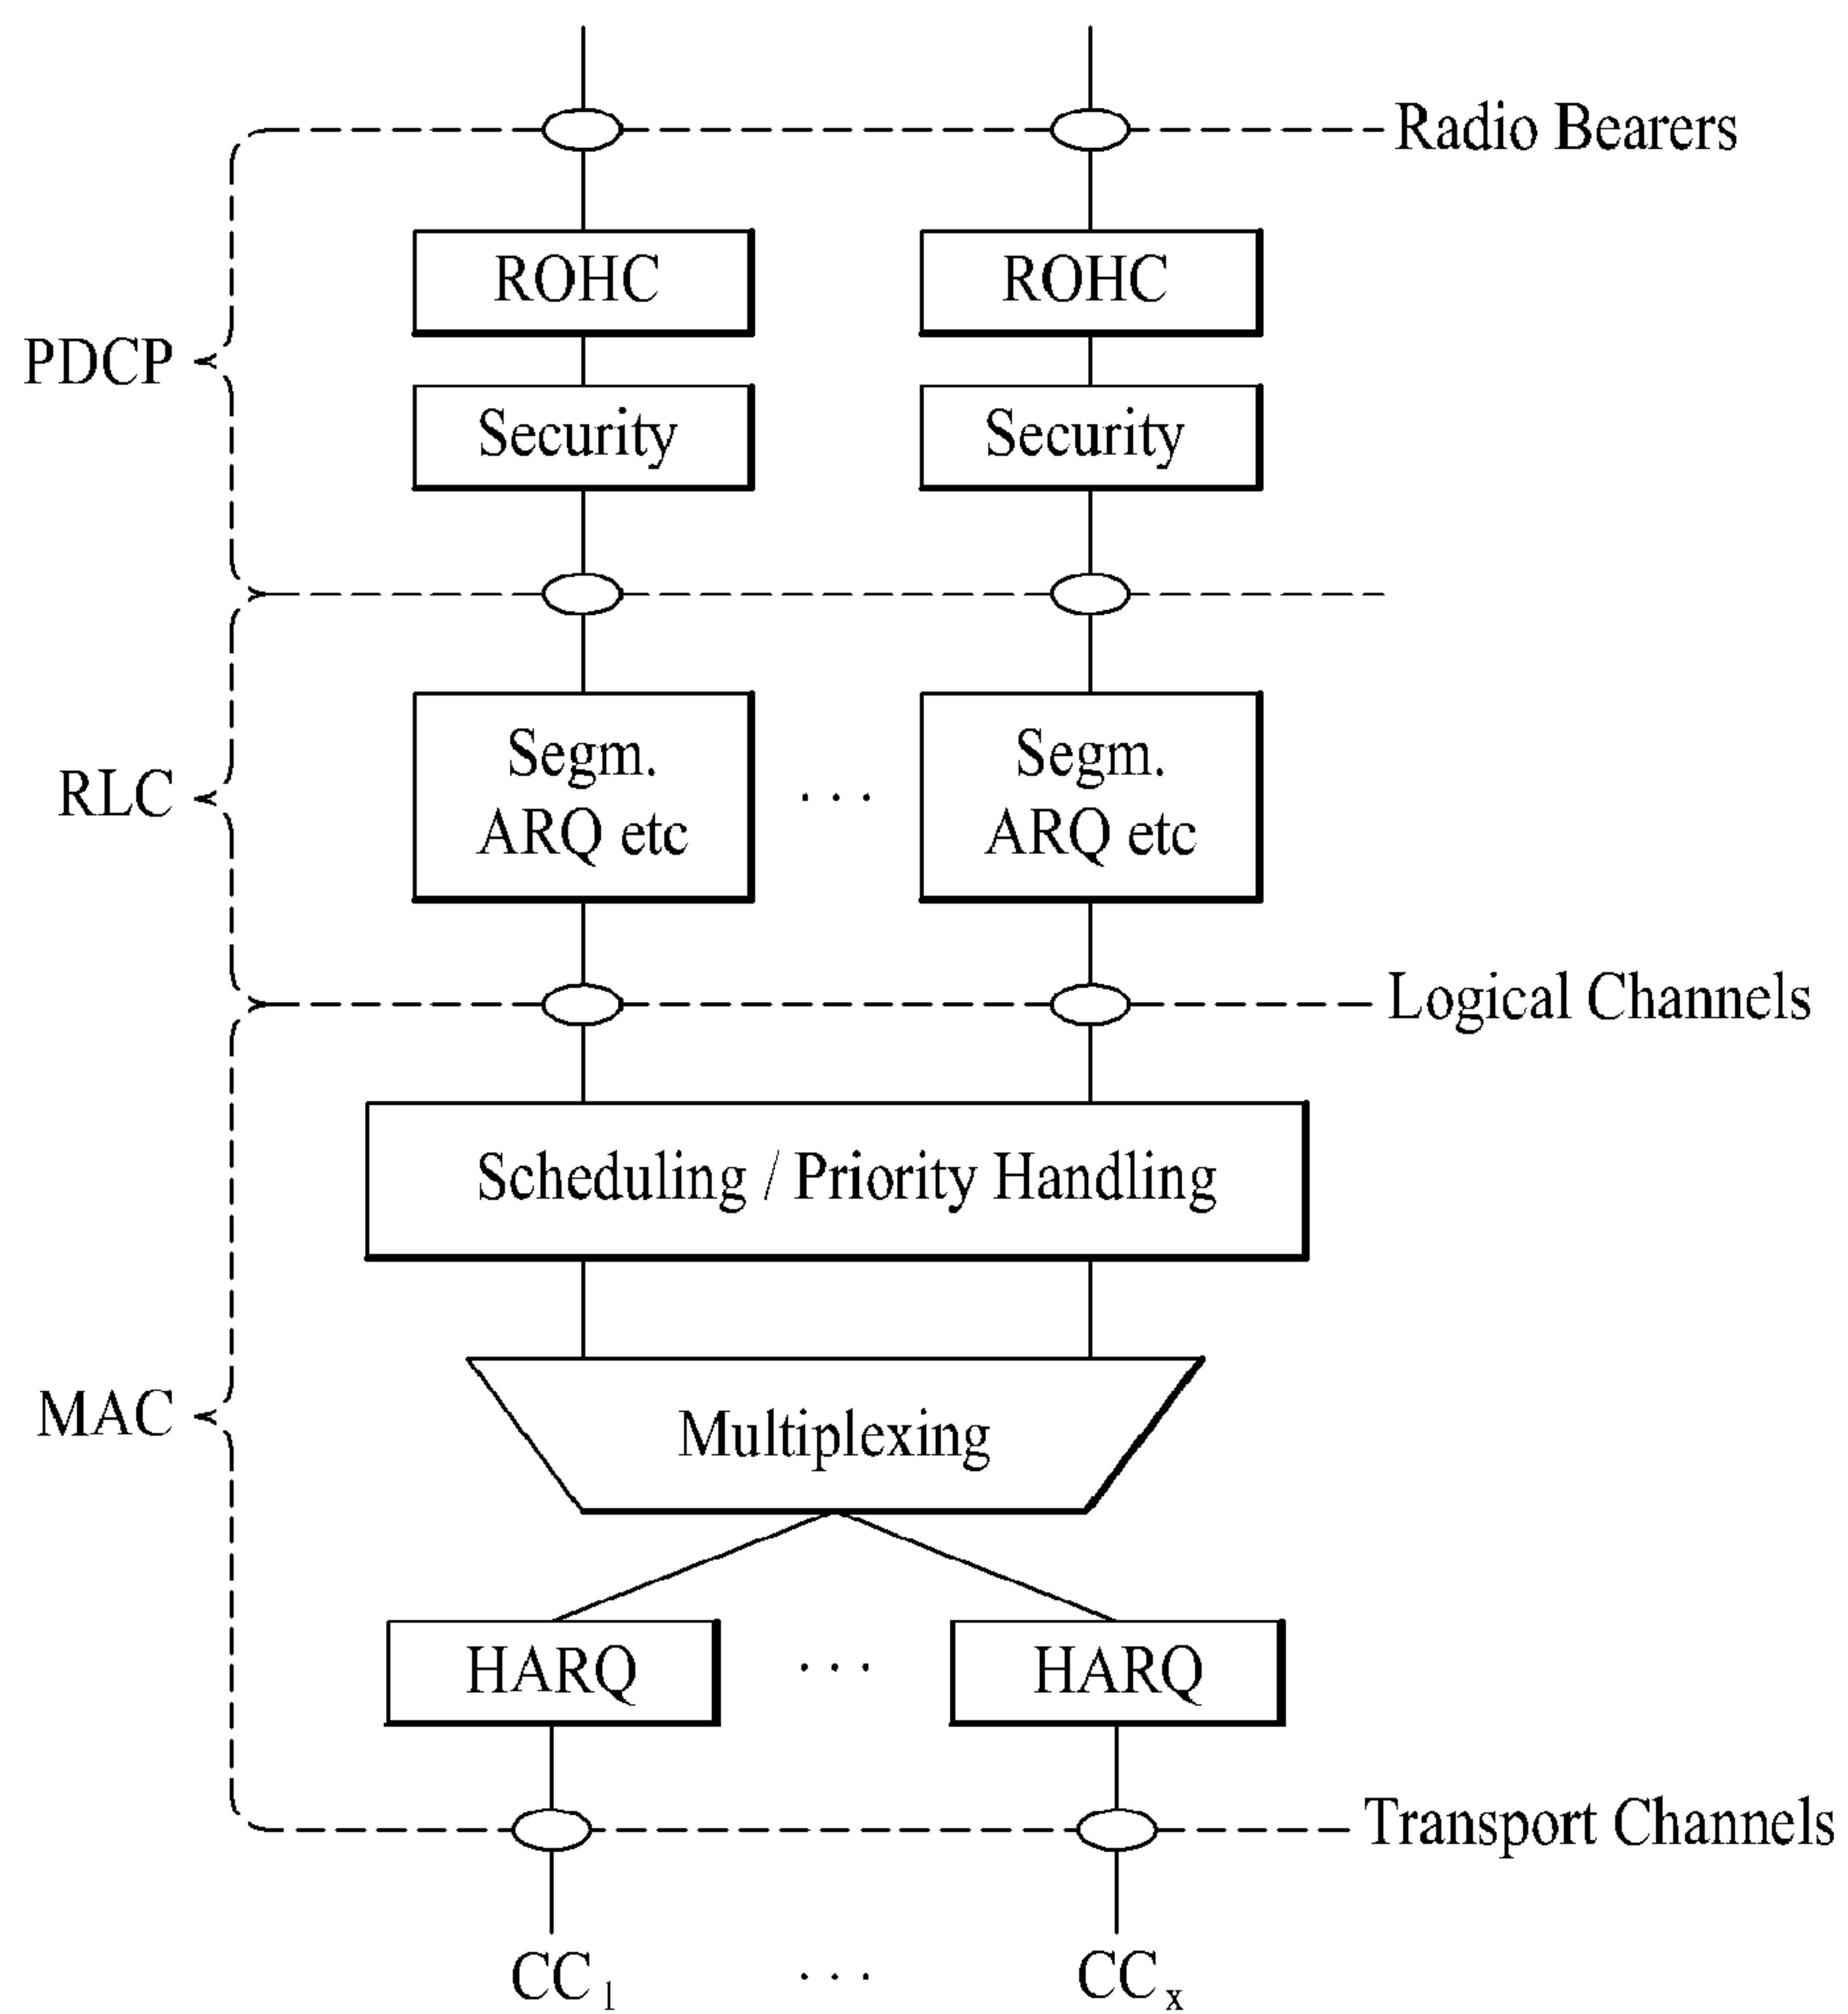 Radio Bearers
ROHC ROHC
PDCP
Security Security
Segm. Segm.
RLC ...
ARQ etc ARQ etc
Logical Channels
Scheduling / Priority Handling
MAC
Multiplexing
HARQ ... HARQ
Transport Channels
CC1 ... CCx